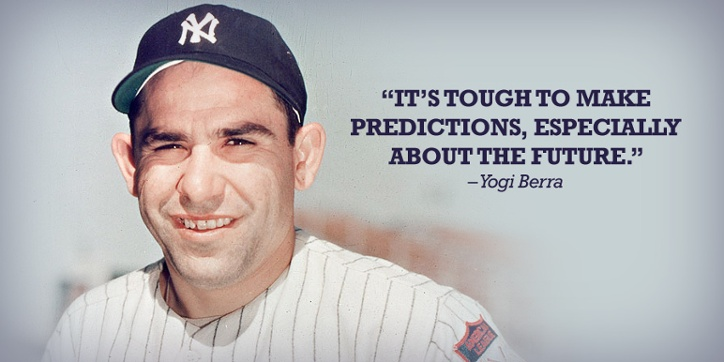 NY
“IT’S TOUGH TO MAKE
PREDICTIONS, ESPECIALLY
ABOUT THE FUTURE.”
–Yogi Berra